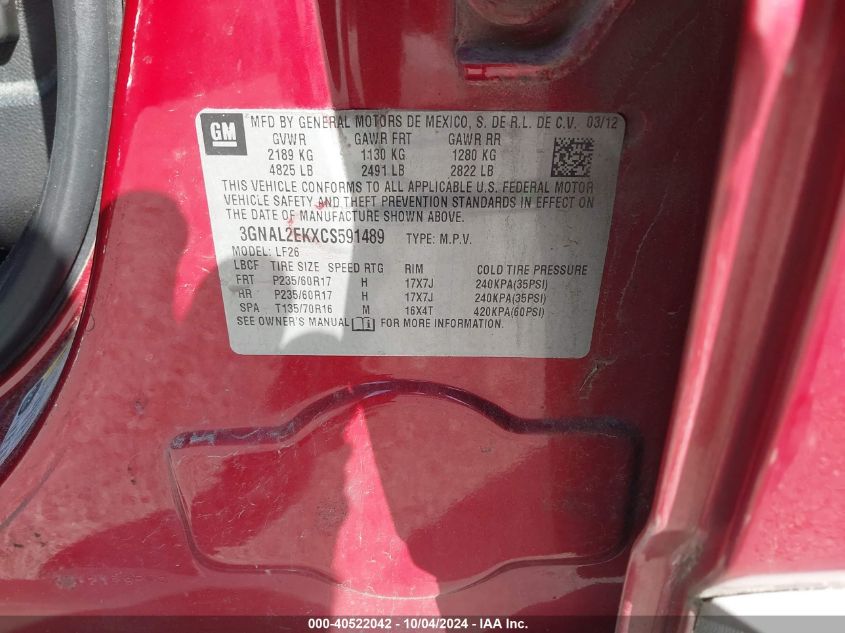 GM
MFD BY GENERAL MOTORS DE MEXICO, S. DE R.L. DE C.V. 03/12
GVWR GAWR FRT GAWR RR
2189 KG 1130 KG 1280 KG
4825 LB 2491 LB 2822 LB
THIS VEHICLE CONFORMS TO ALL APPLICABLE U.S. FEDERAL MOTOR
VEHICLE SAFETY AND THEFT PREVENTION STANDARDS IN EFFECT ON
THE DATE OF MANUFACTURE SHOWN ABOVE.
3GNAL2EKXCS591489 TYPE: M.P.V.
MODEL: LF26
LBCF TIRE SIZE SPEED RTG RIM COLD TIRE PRESSURE
FRT P235/60R17 H 17X7J 240KPA(35PSI)
RR P235/60R17 H 17X7J 240KPA(35PSI)
SPA T135/70R16 M 16X4T 420KPA(60PSI)
SEE OWNER'S MANUAL FOR MORE INFORMATION.
000-40522042 - 10/04/2024 - IAA Inc.